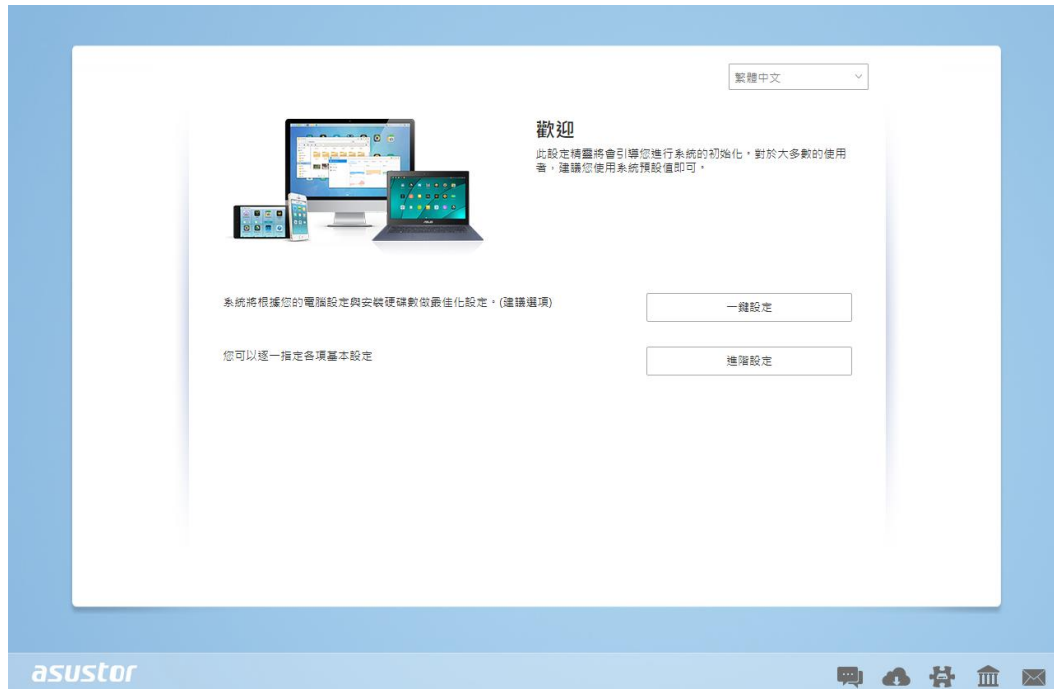 繁體中文
歡迎
此設定精靈將會引導您進行系統的初始化。對於大多數的使用
者，建議您使用系統預設值即可。
系統將根據您的電腦設定與安裝硬碟數做最佳化設定。(建議選項)
一鍵設定
您可以逐一指定各項基本設定
進階設定
asustor